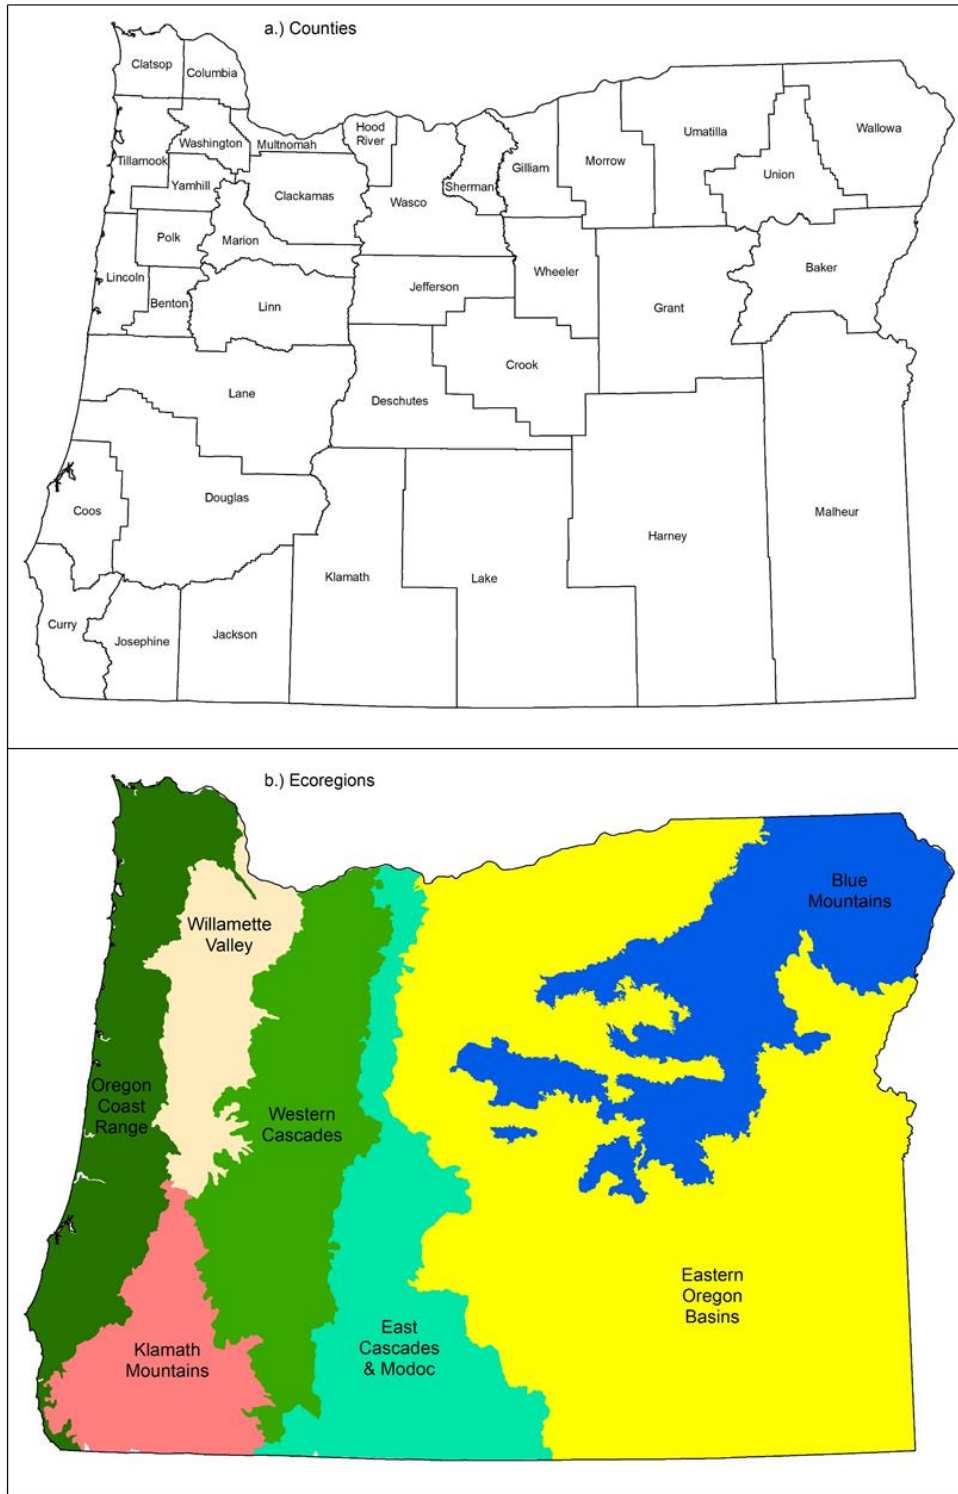 a.) Counties
Clatsop
Columbia
Washington
Multnomah
Hood
River
Tillamook
Yamhill
Clackamas
Wasco
Sherman
Gilliam
Morrow
Umatilla
Union
Wallowa
Polk
Marion
Lincoln
Benton
Linn
Jefferson
Wheeler
Grant
Baker
Lane
Deschutes
Crook
Coos
Douglas
Klamath
Lake
Harney
Malheur
Curry
Josephine
Jackson
b.) Ecoregions
Blue
Mountains
Willamette
Valley
Oregon
Coast
Range
Western
Cascades
Eastern
Oregon
Basins
East
Cascades
& Modoc
Klamath
Mountains